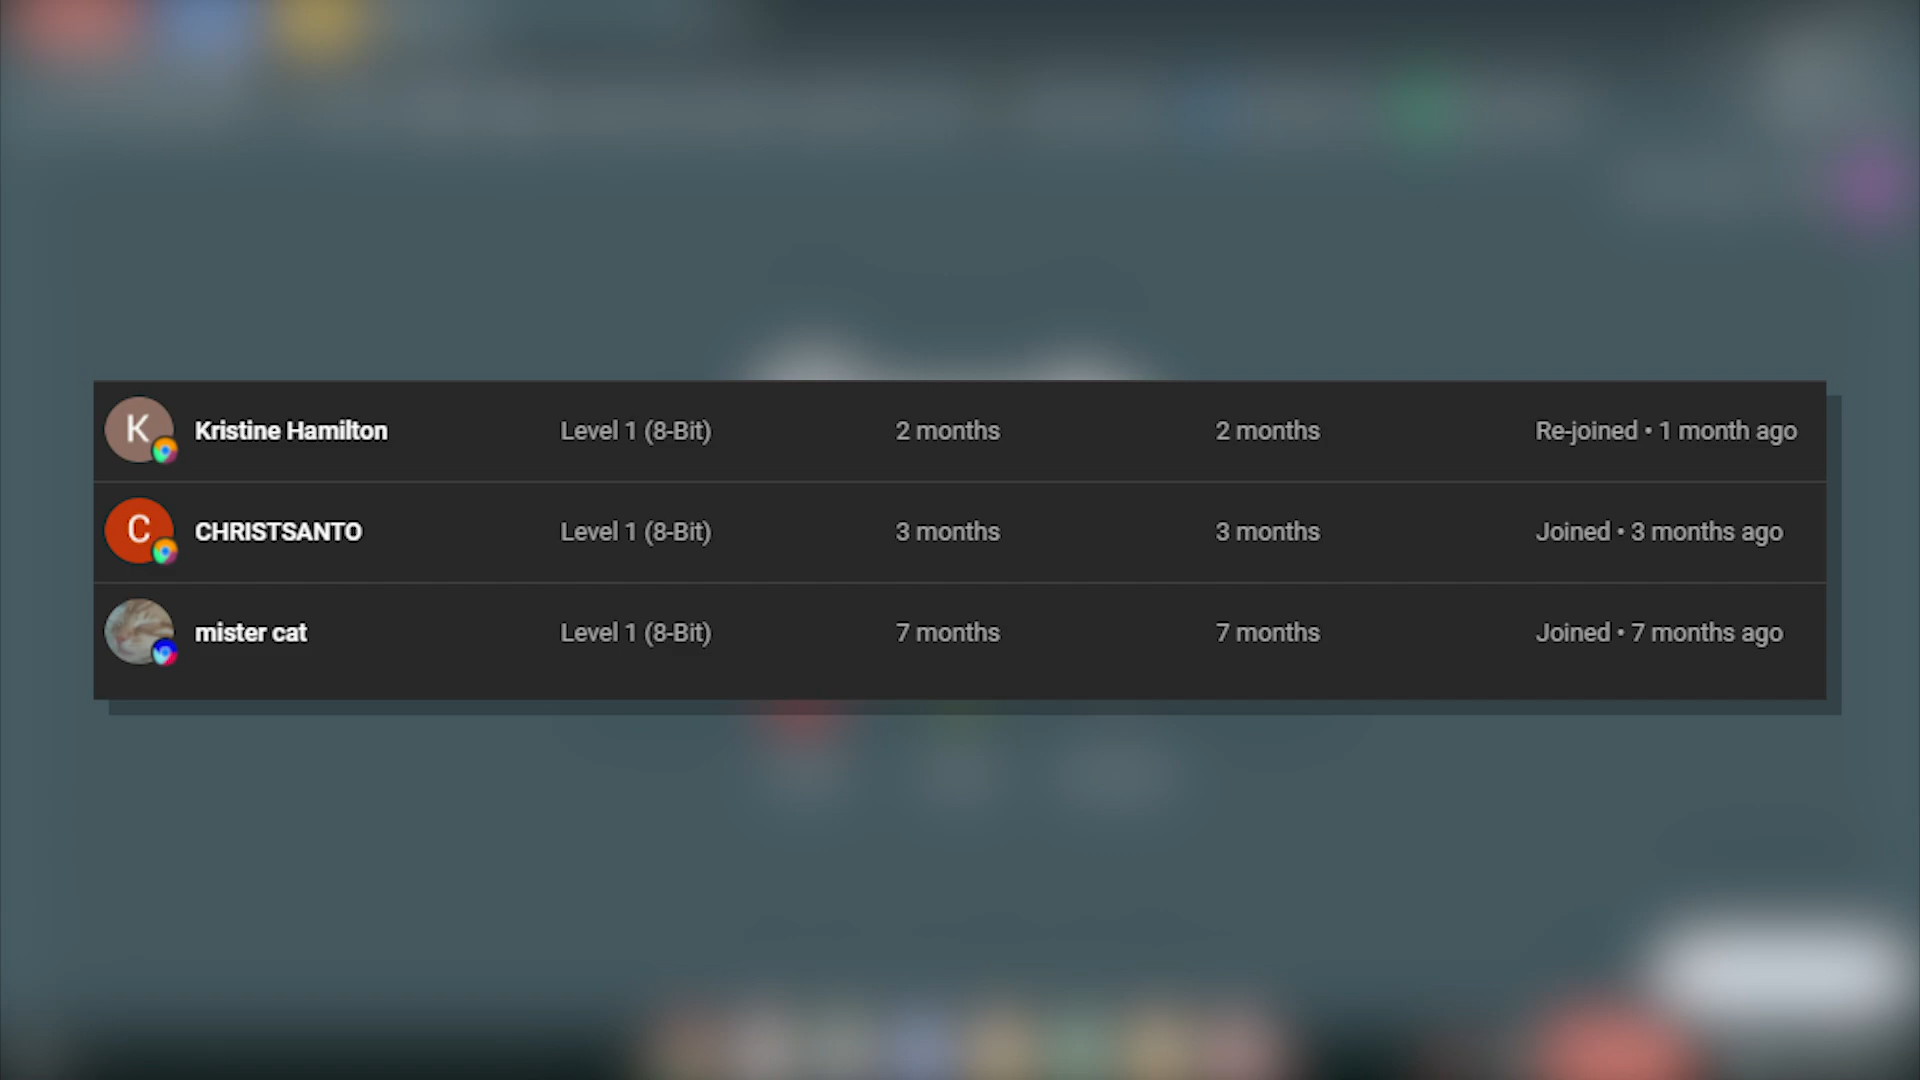 K Kristine Hamilton Level 1 (8-Bit) 2 months 2 months Re-joined • 1 month ago
C CHRISTSANTO Level 1 (8-Bit) 3 months 3 months Joined • 3 months ago
mister cat Level 1 (8-Bit) 7 months 7 months Joined • 7 months ago